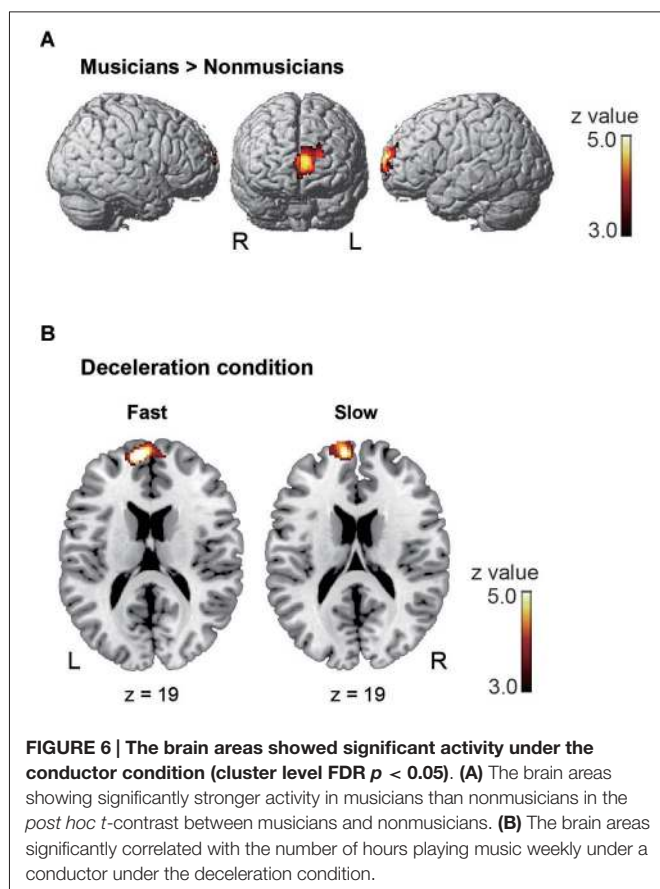 A
Musicians > Nonmusicians
z value
5.0
3.0
R
L
B
Deceleration condition
Fast
Slow
z value
5.0
3.0
L
R
z = 19
z = 19
FIGURE 6 | The brain areas showed significant activity under the
conductor condition (cluster level FDR p < 0.05). (A) The brain areas
showing significantly stronger activity in musicians than nonmusicians in the
post hoc t-contrast between musicians and nonmusicians. (B) The brain areas
significantly correlated with the number of hours playing music weekly under a
conductor under the deceleration condition.